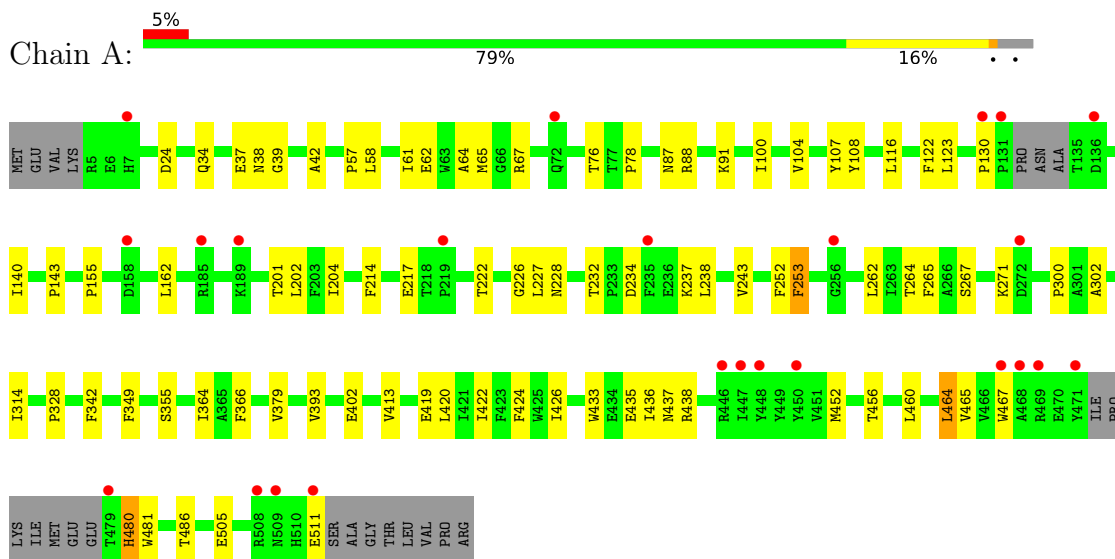 5%
Chain A:
79% 16% • •
MET GLU VAL LYS R5 E6 H7 D24 Q34 E37 N38 G39 A42 P57 L58 I61 E62 W63 A64 M65 G66 R67 Q72 T76 T77 P78 N87 R88 K91 I100 V104 Y107 Y108 L116 F122 L123 P130 P131 PRO ASN ALA T135 D136
I140 P143 P155 D158 L162 R185 K189 T201 L202 F203 I204 F214 E217 T218 P219 T222 G226 L227 N228 T232 P233 D234 F235 E236 K237 L238 V243 F252 F253 G256 L262 I263 T264 F265 A266 S267 K271 D272 P300 A301 A302
I314 P328 F342 F349 S355 I364 A365 F366 V379 V393 E402 V413 E419 L420 I421 I422 F423 F424 W425 I426 W433 E434 E435 I436 N437 R438 R446 I447 Y448 Y449 Y450 V451 M452 T456 L460 L464 V465 V466 W467 A468 R469 E470 Y471 ILE PRO
LYS ILE MET GLU GLU T479 H480 W481 T486 E505 R508 N509 H510 E511 SER ALA GLY THR LEU VAL PRO ARG